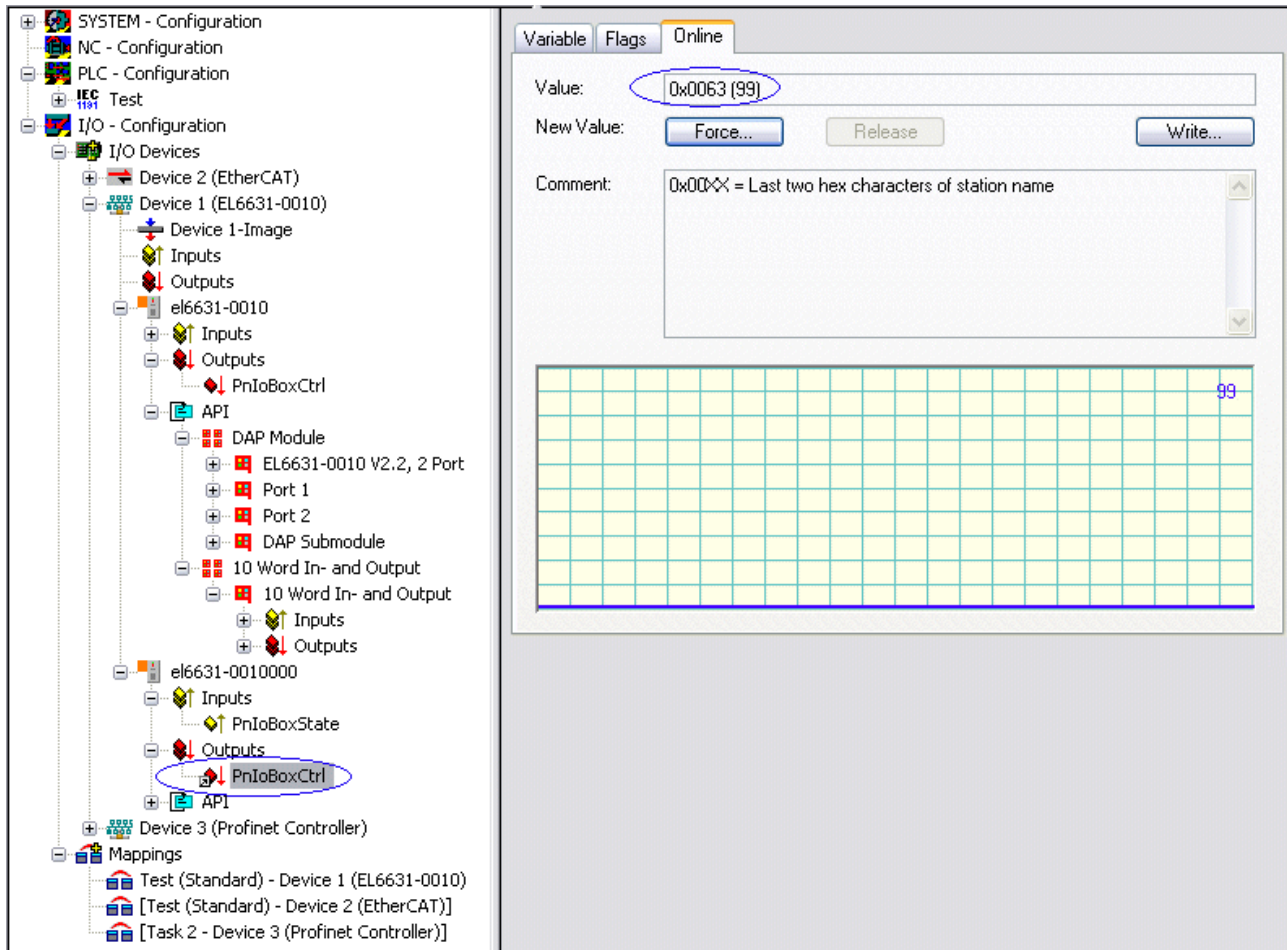 SYSTEM - Configuration
NC - Configuration
PLC - Configuration
IEC
1131
Test
I/O - Configuration
I/O Devices
Device 2 (EtherCAT)
Device 1 (EL6631-0010)
Device 1-Image
Inputs
Outputs
el6631-0010
Inputs
Outputs
PnIoBoxCtrl
API
DAP Module
EL6631-0010 V2.2, 2 Port
Port 1
Port 2
DAP Submodule
10 Word In- and Output
10 Word In- and Output
Inputs
Outputs
el6631-0010000
Inputs
PnIoBoxState
Outputs
PnIoBoxCtrl
API
Device 3 (Profinet Controller)
Mappings
Test (Standard) - Device 1 (EL6631-0010)
[Test (Standard) - Device 2 (EtherCAT)]
[Task 2 - Device 3 (Profinet Controller)]
Variable Flags Online
Value: 0x0063 (99)
New Value: Force... Release Write...
Comment: 0x00XX = Last two hex characters of station name
99